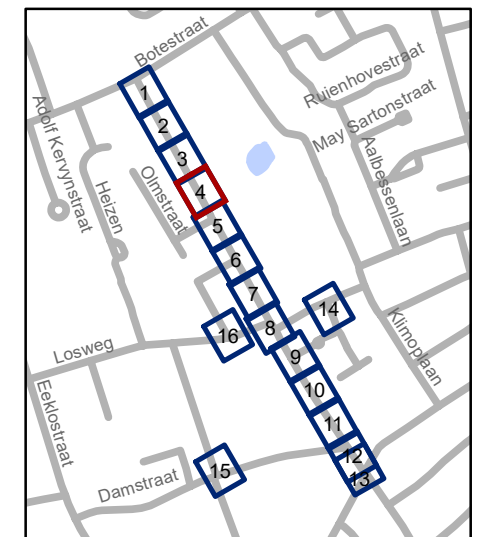 Botestraat
Ruienhovestraat
May Sartonstraat
Adolf Kervynstraat
Aalbessenlaan
Heizen
Olmstraat
1
2
3
4
5
6
7
8
9
10
11
12
13
14
15
16
Losweg
Klimoplaan
Eeklostraat
Damstraat